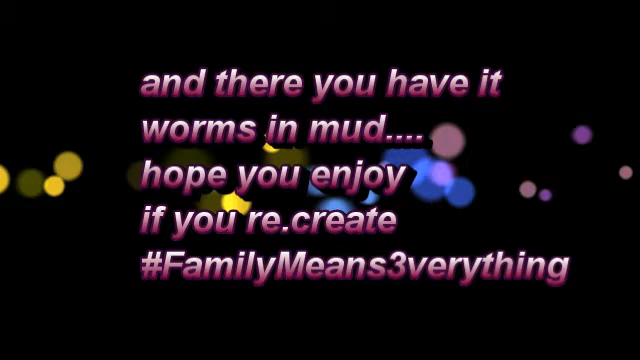 and there you have it
worms in mud....
hope you enjoy
if you re.create
#FamilyMeans3verything